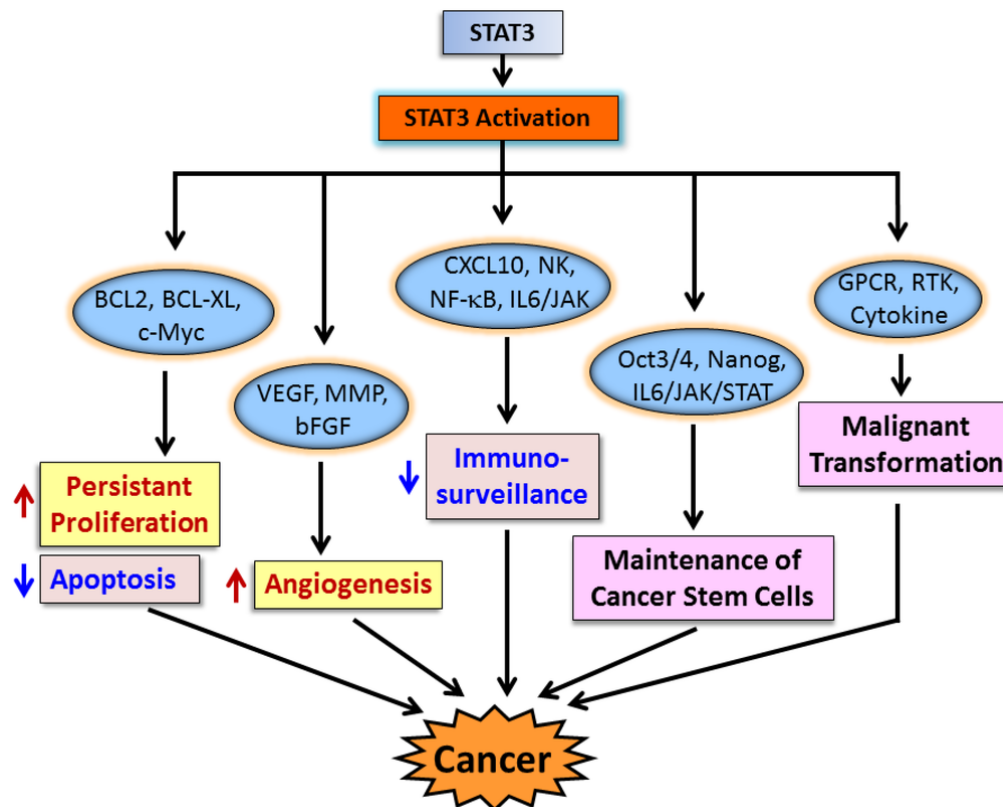 STAT3
STAT3 Activation
BCL2, BCL-XL,
c-Myc
VEGF, MMP,
bFGF
CXCL10, NK,
NF-κB, IL6/JAK
Oct3/4, Nanog,
IL6/JAK/STAT
GPCR, RTK,
Cytokine
Persistant
Proliferation
Apoptosis
Angiogenesis
Immuno-
surveillance
Maintenance of
Cancer Stem Cells
Malignant
Transformation
Cancer